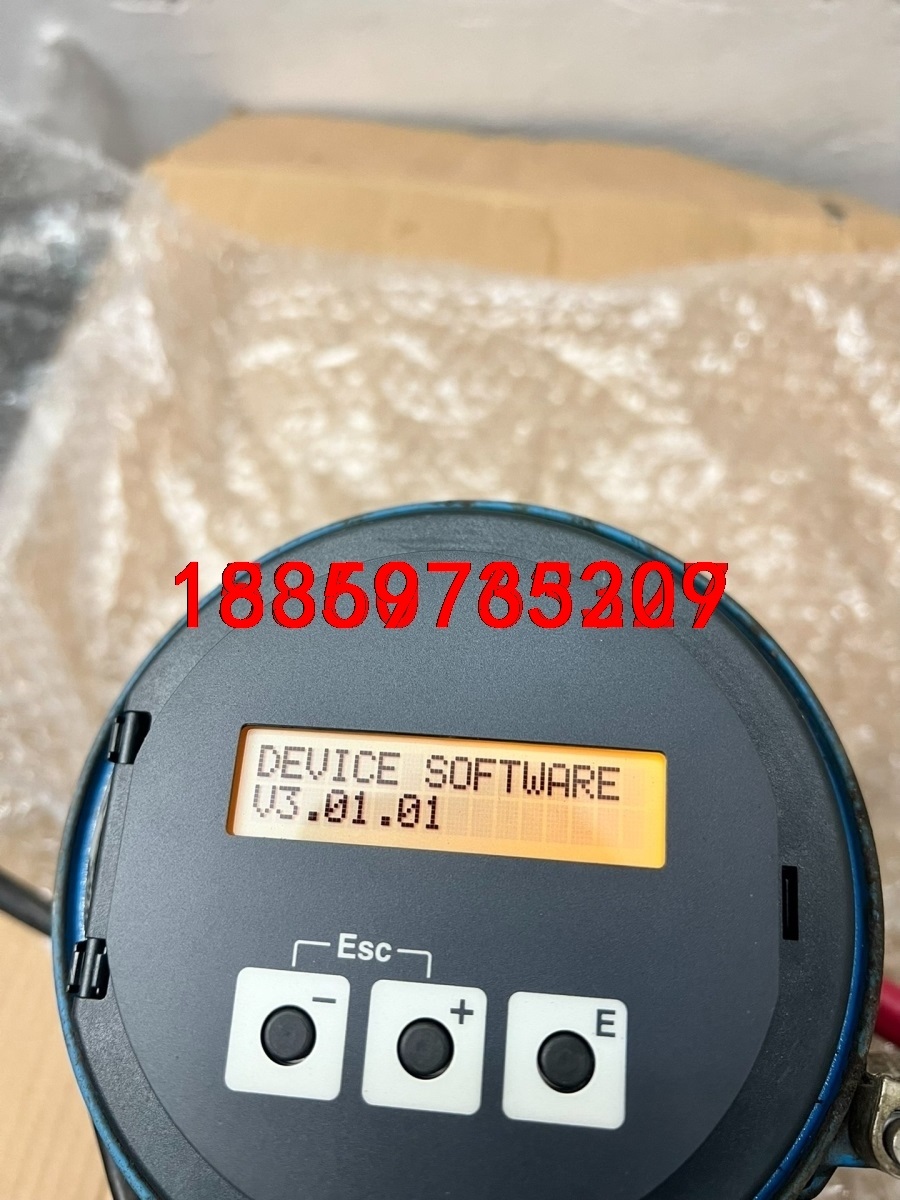 DEVICE SOFTWARE
V3.01.01
Esc
- + E